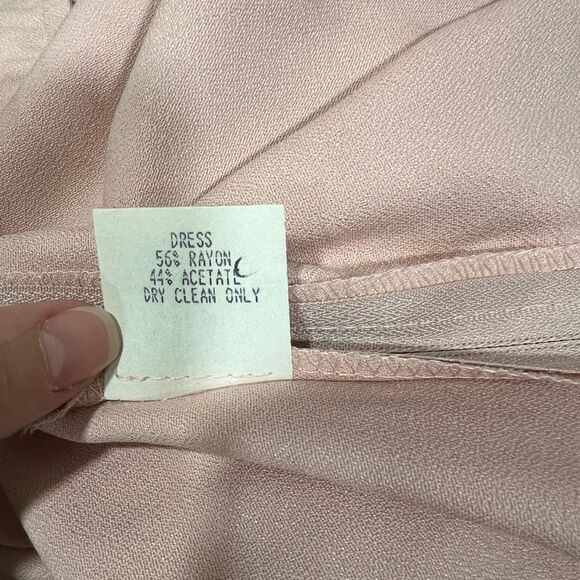 DRESS
56% RAYON
44% ACETATE
DRY CLEAN ONLY